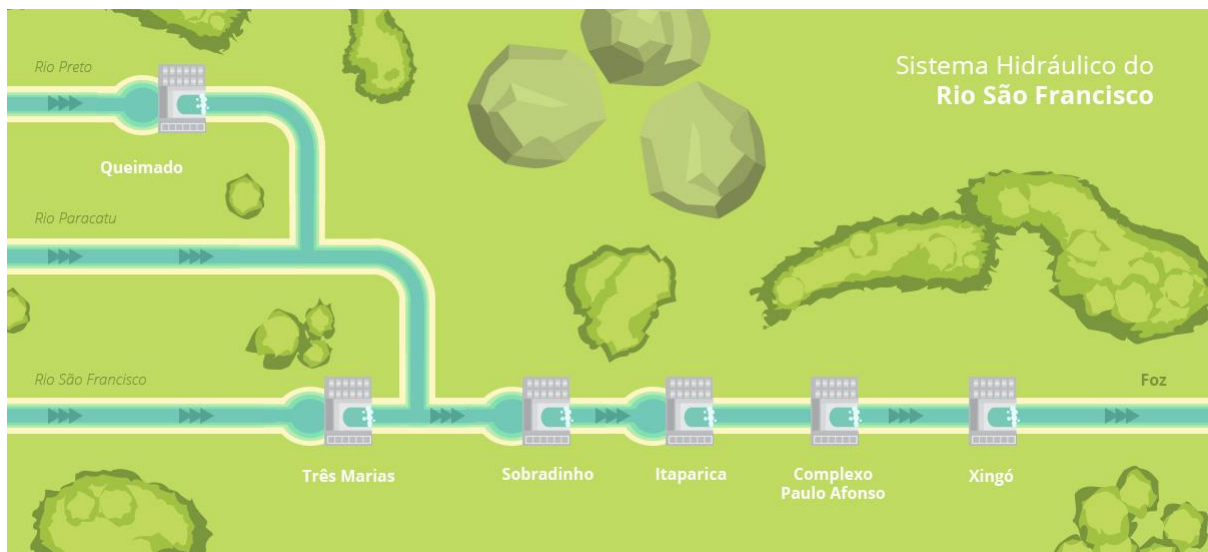 Sistema Hidráulico do
Rio São Francisco
Rio Preto
Queimado
Rio Paracatu
Rio São Francisco
Foz
Três Marias
Sobradinho
Itaparica
Complexo
Paulo Afonso
Xingó